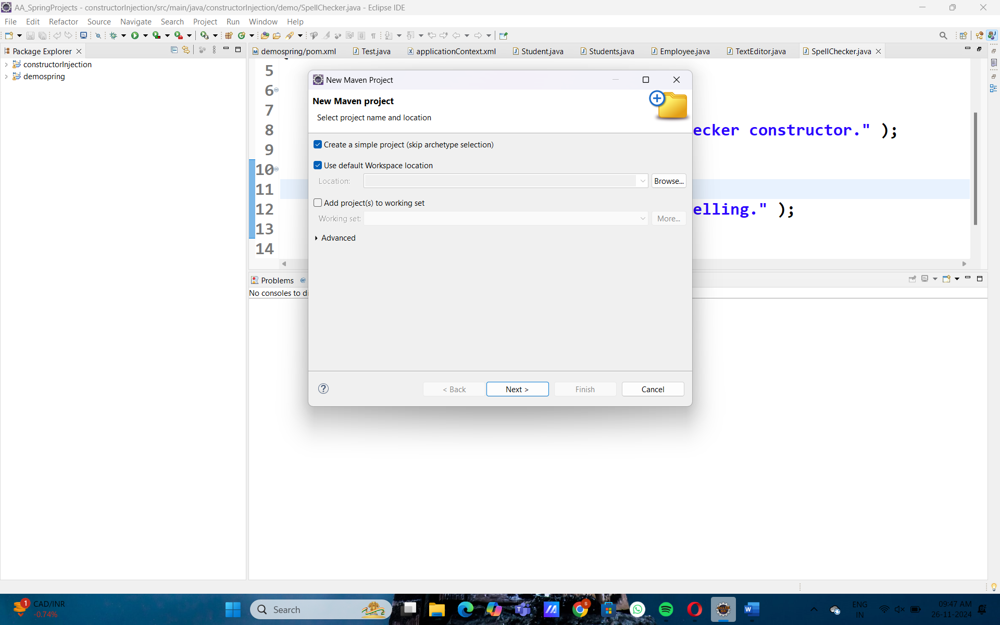 AA_SpringProjects - constructorInjection/src/main/java/constructorInjection/demo/SpellChecker.java - Eclipse IDE
File Edit Refactor Source Navigate Search Project Run Window Help
Package Explorer
demospring/pom.xml Test.java applicationContext.xml Student.java Students.java Employee.java TextEditor.java SpellChecker.java
constructorInjection
demospring
5
6
7
8 ecker constructor." );
9
10
11
12 elling." );
13
14
New Maven Project
New Maven project
Select project name and location
Create a simple project (skip archetype selection)
Use default Workspace location
Location: Browse...
Add project(s) to working set
Working set: More...
Advanced
< Back Next > Finish Cancel
Problems @
No consoles to di
1 CAD/INR
-0.74%
Search
ENG
IN
09:47 AM
26-11-2024